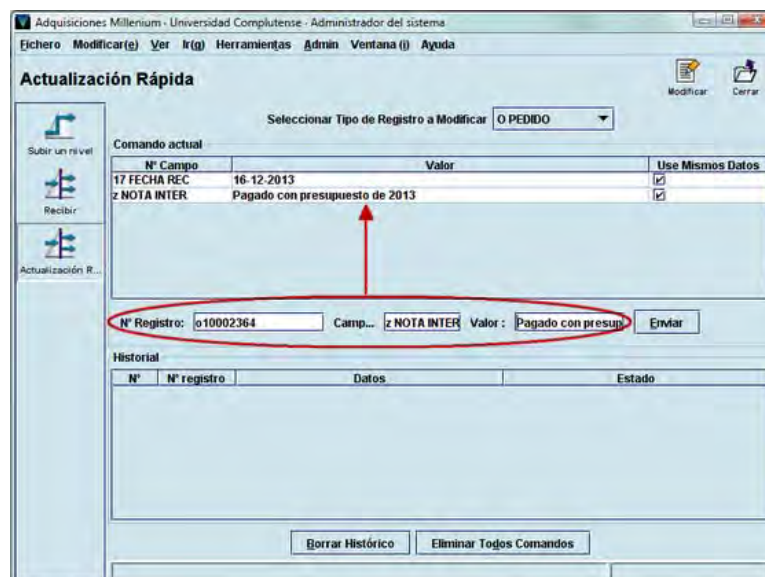 Adquisiciones Millenium - Universidad Complutense - Administrador del sistema
Fichero Modificar(e) Ver Ir(g) Herramientas Admin Ventana (j) Ayuda
Actualización Rápida
Modificar Cerrar
Seleccionar Tipo de Registro a Modificar O PEDIDO
Subir un nivel
Comando actual
Nº Campo Valor Use Mismos Datos
17 FECHA REC 16-12-2013
z NOTA INTER Pagado con presupuesto de 2013
Recibir
Actualización R...
Nº Registro: o10002364 Camp... z NOTA INTER Valor : Pagado con presup Enviar
Historial
Nº Nº registro Datos Estado
Borrar Histórico Eliminar Todos Comandos